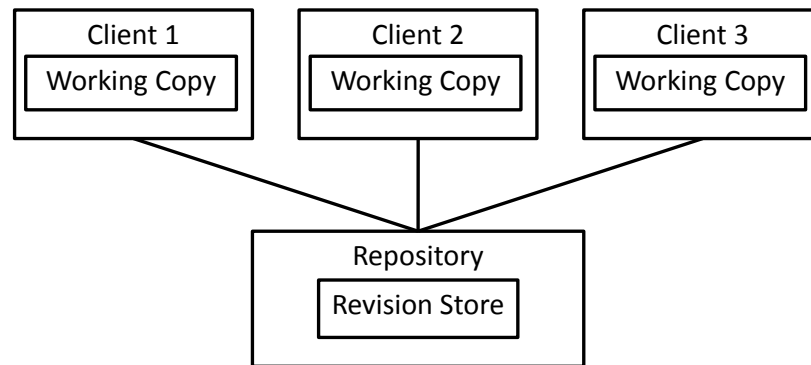 Client 1
Working Copy
Client 2
Working Copy
Client 3
Working Copy
Repository
Revision Store